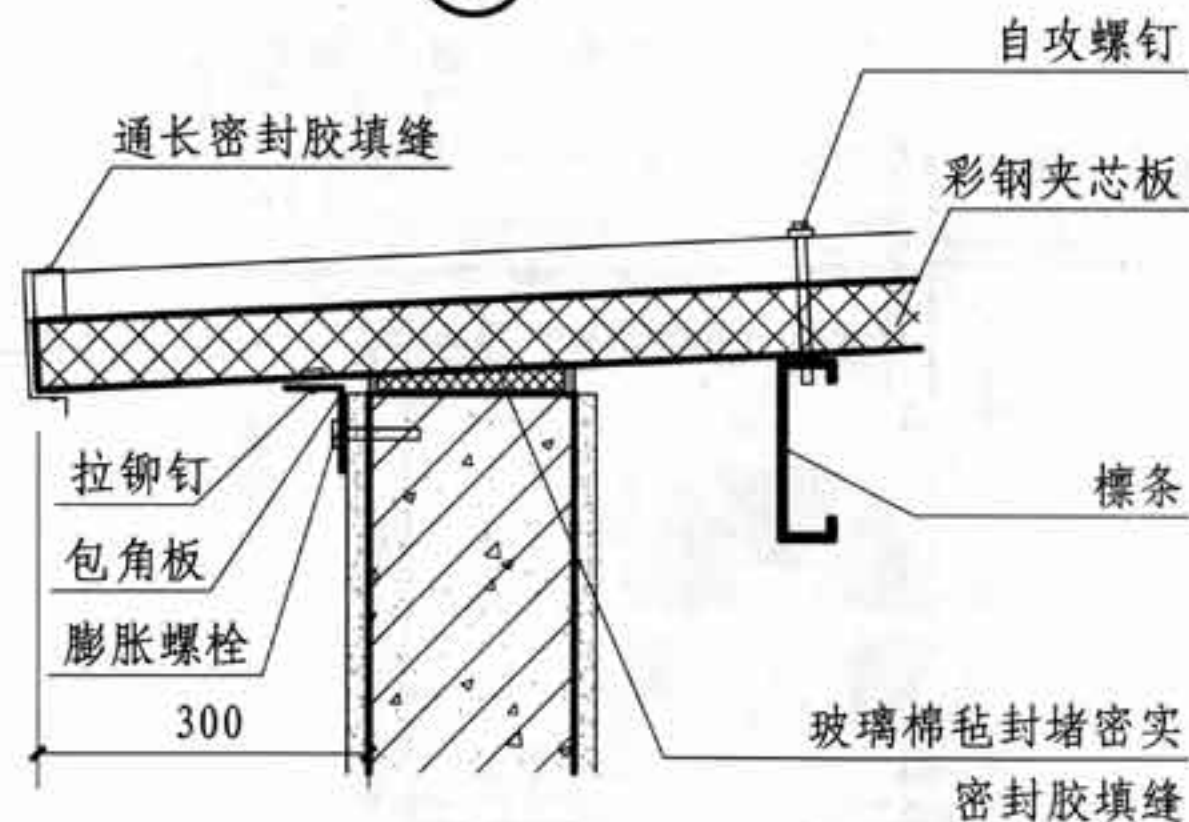 自攻螺钉
通长密封胶填缝
彩钢夹芯板
拉铆钉
檩条
包角板
膨胀螺栓
300
玻璃棉毡封堵密实
密封胶填缝